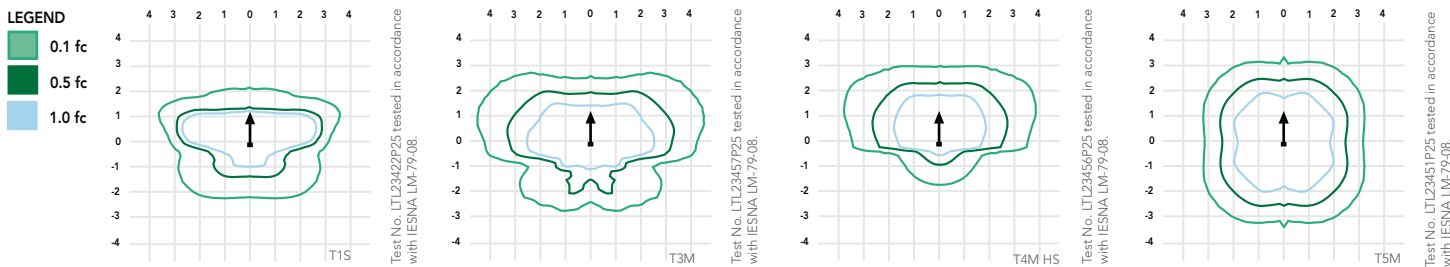 LEGEND
0.1 fc
0.5 fc
1.0 fc
4 3 2 1 0 1 2 3 4
4
3
2
1
0
-1
-2
-3
-4
T1S
Test No. LTL23422P25 tested in accordance
with IESNA LM-79-08.
4 3 2 1 0 1 2 3 4
4
3
2
1
0
-1
-2
-3
-4
T3M
Test No. LTL23457P25 tested in accordance
with IESNA LM-79-08.
4 3 2 1 0 1 2 3 4
4
3
2
1
0
-1
-2
-3
-4
T4M HS
Test No. LTL23456P25 tested in accordance
with IESNA LM-79-08.
4 3 2 1 0 1 2 3 4
4
3
2
1
0
-1
-2
-3
-4
T5M
Test No. LTL23451P25 tested in accordance
with IESNA LM-79-08.